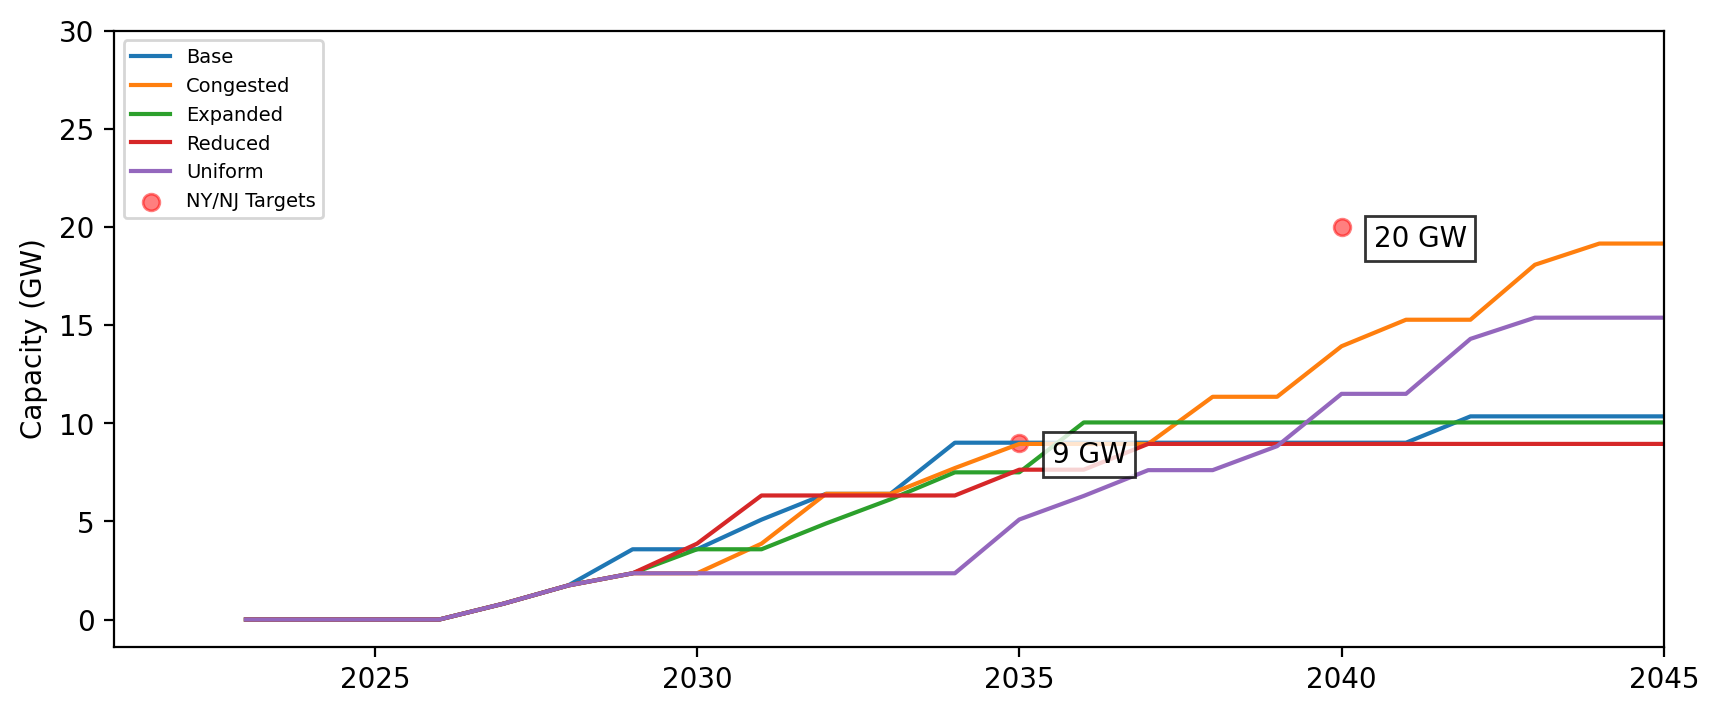 30
25
20
15
10
5
0
Capacity (GW)
Base
Congested
Expanded
Reduced
Uniform
NY/NJ Targets
20 GW
9 GW
2025
2030
2035
2040
2045